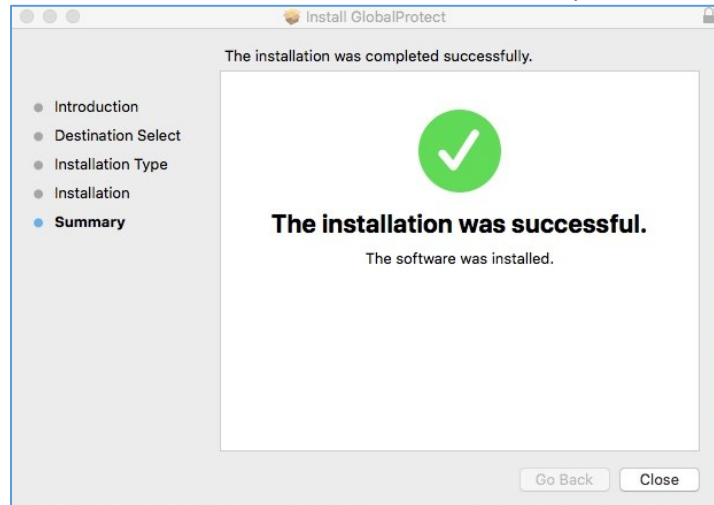 Install GlobalProtect
The installation was completed successfully.
Introduction
Destination Select
Installation Type
Installation
Summary
The installation was successful.
The software was installed.
Go Back
Close